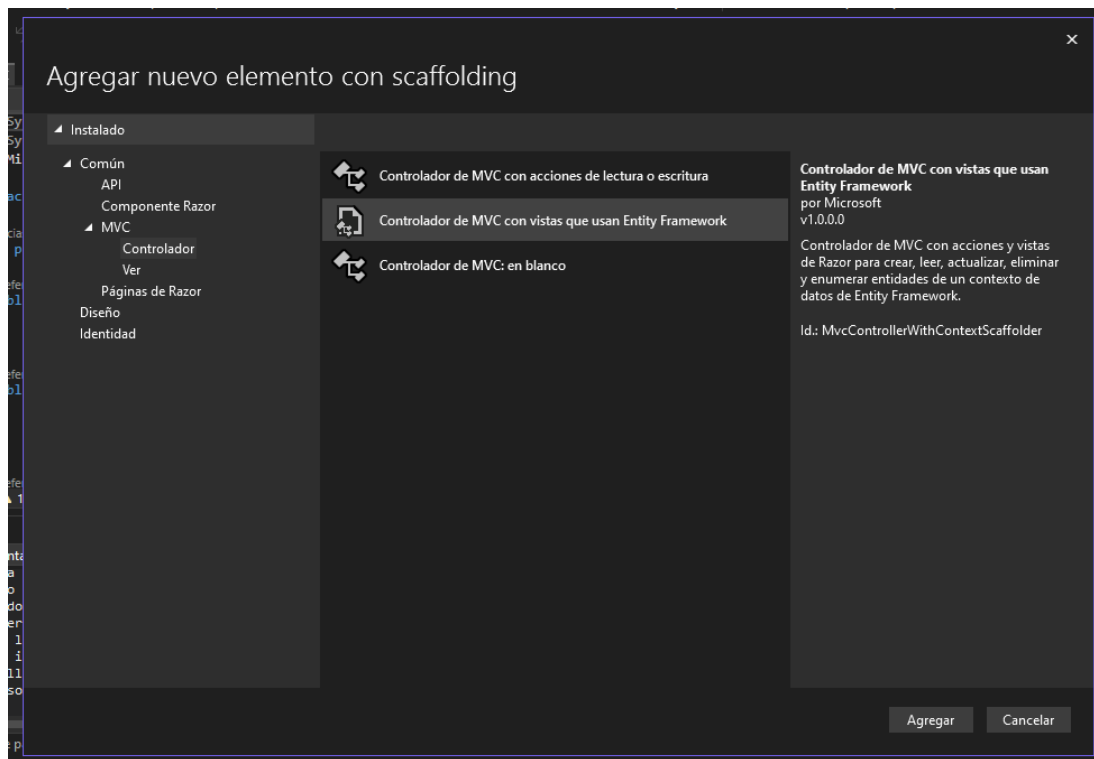 Agregar nuevo elemento con scaffolding
Instalado
Común
API
Componente Razor
MVC
Controlador
Ver
Páginas de Razor
Diseño
Identidad
Controlador de MVC con acciones de lectura o escritura
Controlador de MVC con vistas que usan Entity Framework
Controlador de MVC: en blanco
Controlador de MVC con vistas que usan
Entity Framework
por Microsoft
v1.0.0.0
Controlador de MVC con acciones y vistas
de Razor para crear, leer, actualizar, eliminar
y enumerar entidades de un contexto de
datos de Entity Framework.
Id.: MvcControllerWithContextScaffolder
Agregar
Cancelar